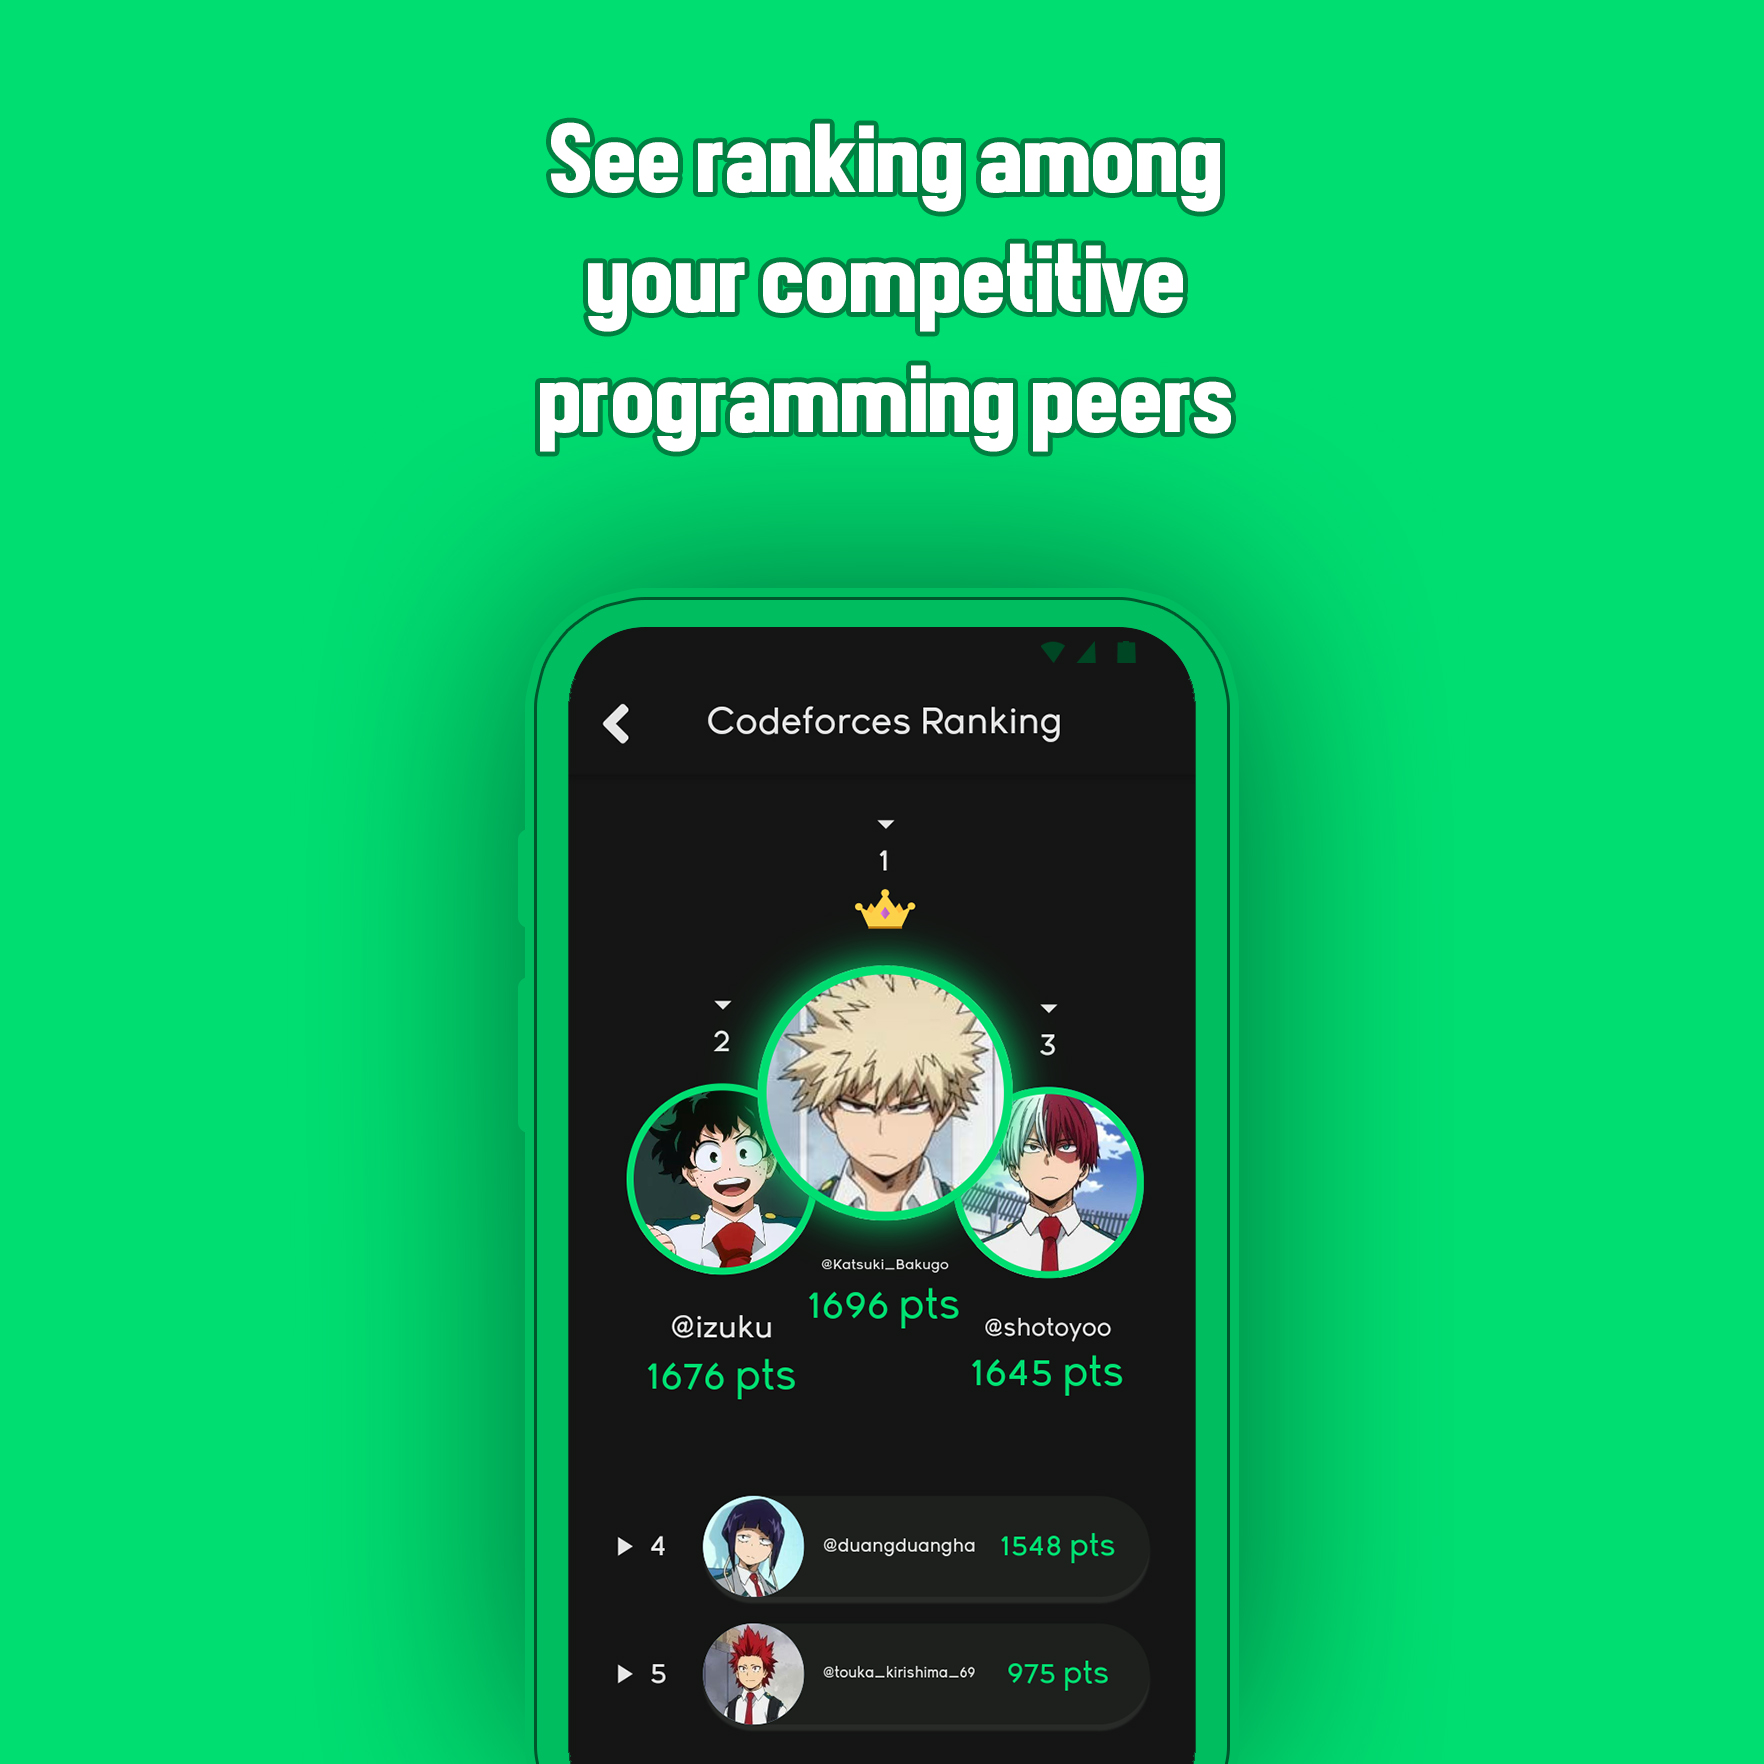 See ranking among
your competitive
programming peers
Codeforces Ranking
1
2
3
@Katsuki_Bakugo
1696 pts
@izuku
1676 pts
@shotoyoo
1645 pts
4 @duangduangha 1548 pts
5 @touka_kirishima_69 975 pts